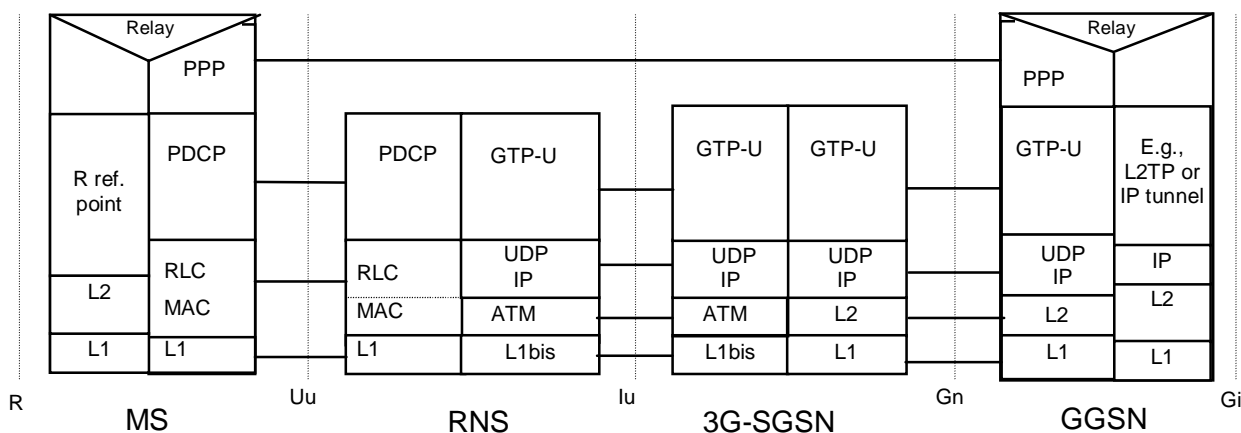 Relay
Relay
PPP
PPP
R ref.
point
PDCP
PDCP
GTP-U
GTP-U
GTP-U
GTP-U
E.g.,
L2TP or
IP tunnel
L2
RLC
MAC
RLC
MAC
UDP
IP
ATM
UDP
IP
ATM
UDP
IP
L2
UDP
IP
L2
IP
L2
L1
L1
L1
L1bis
L1bis
L1
L1
L1
R
Uu
Iu
Gn
Gi
MS
RNS
3G-SGSN
GGSN